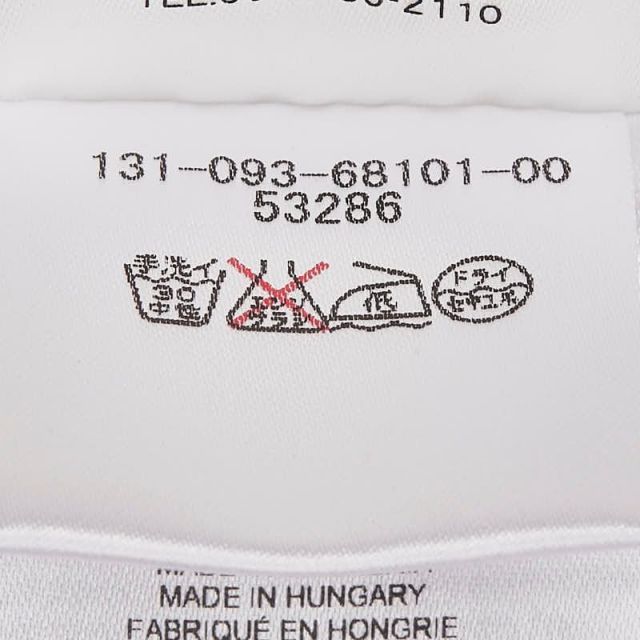 131-093-68101-00
53286
手洗イ
30
中性
エンソ
サラシ
低
ドライ
セキユ系
MADE IN HUNGARY
FABRIQUÉ EN HONGRIE